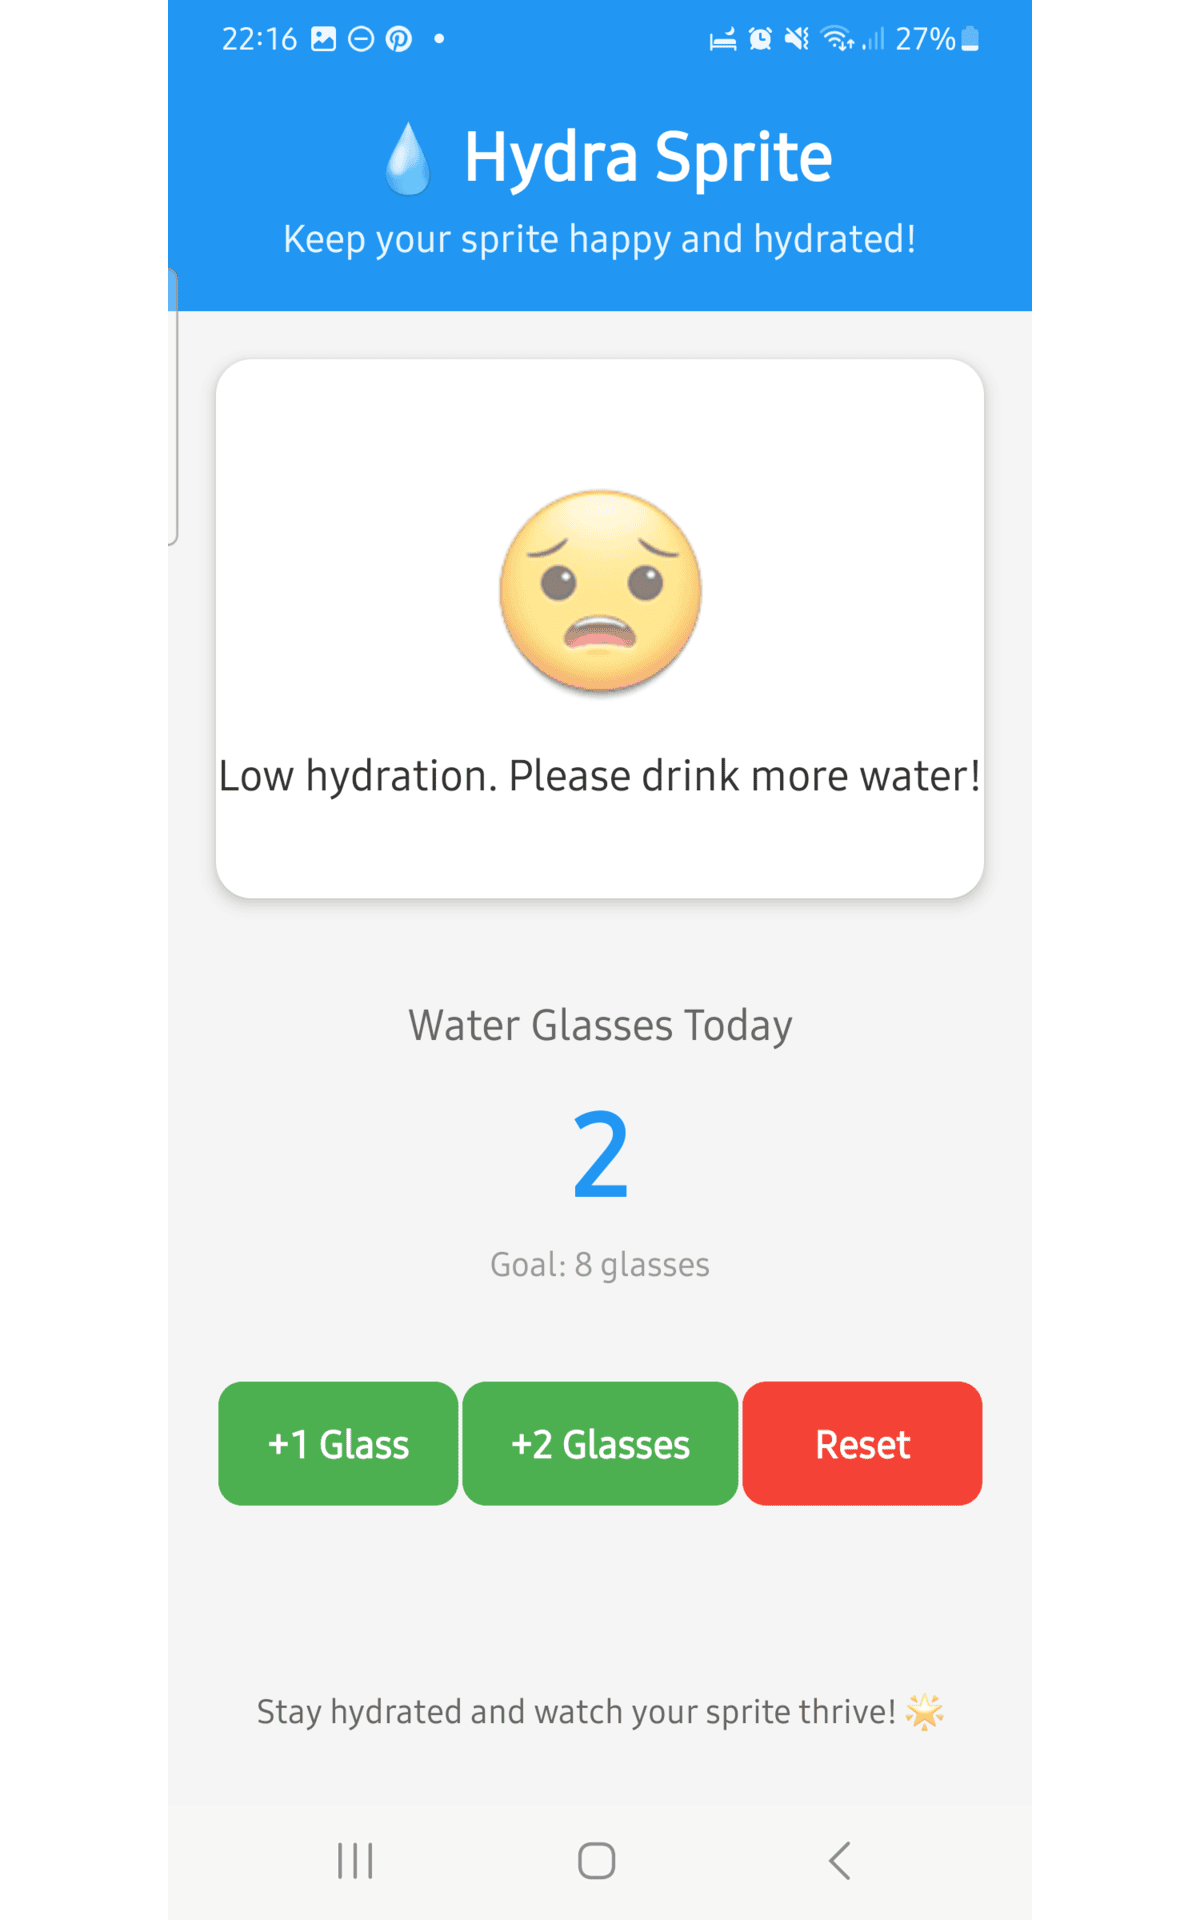 22:16 27%
Hydra Sprite
Keep your sprite happy and hydrated!
Low hydration. Please drink more water!
Water Glasses Today
2
Goal: 8 glasses
+1 Glass +2 Glasses Reset
Stay hydrated and watch your sprite thrive!